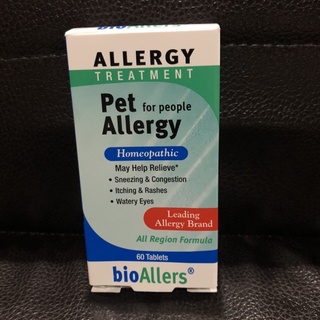 ALLERGY
TREATMENT
Pet for people
Allergy
Homeopathic
May Help Relieve*
• Sneezing & Congestion
• Itching & Rashes
• Watery Eyes
Leading
Allergy Brand
All Region Formula
60 Tablets
bioAllers®